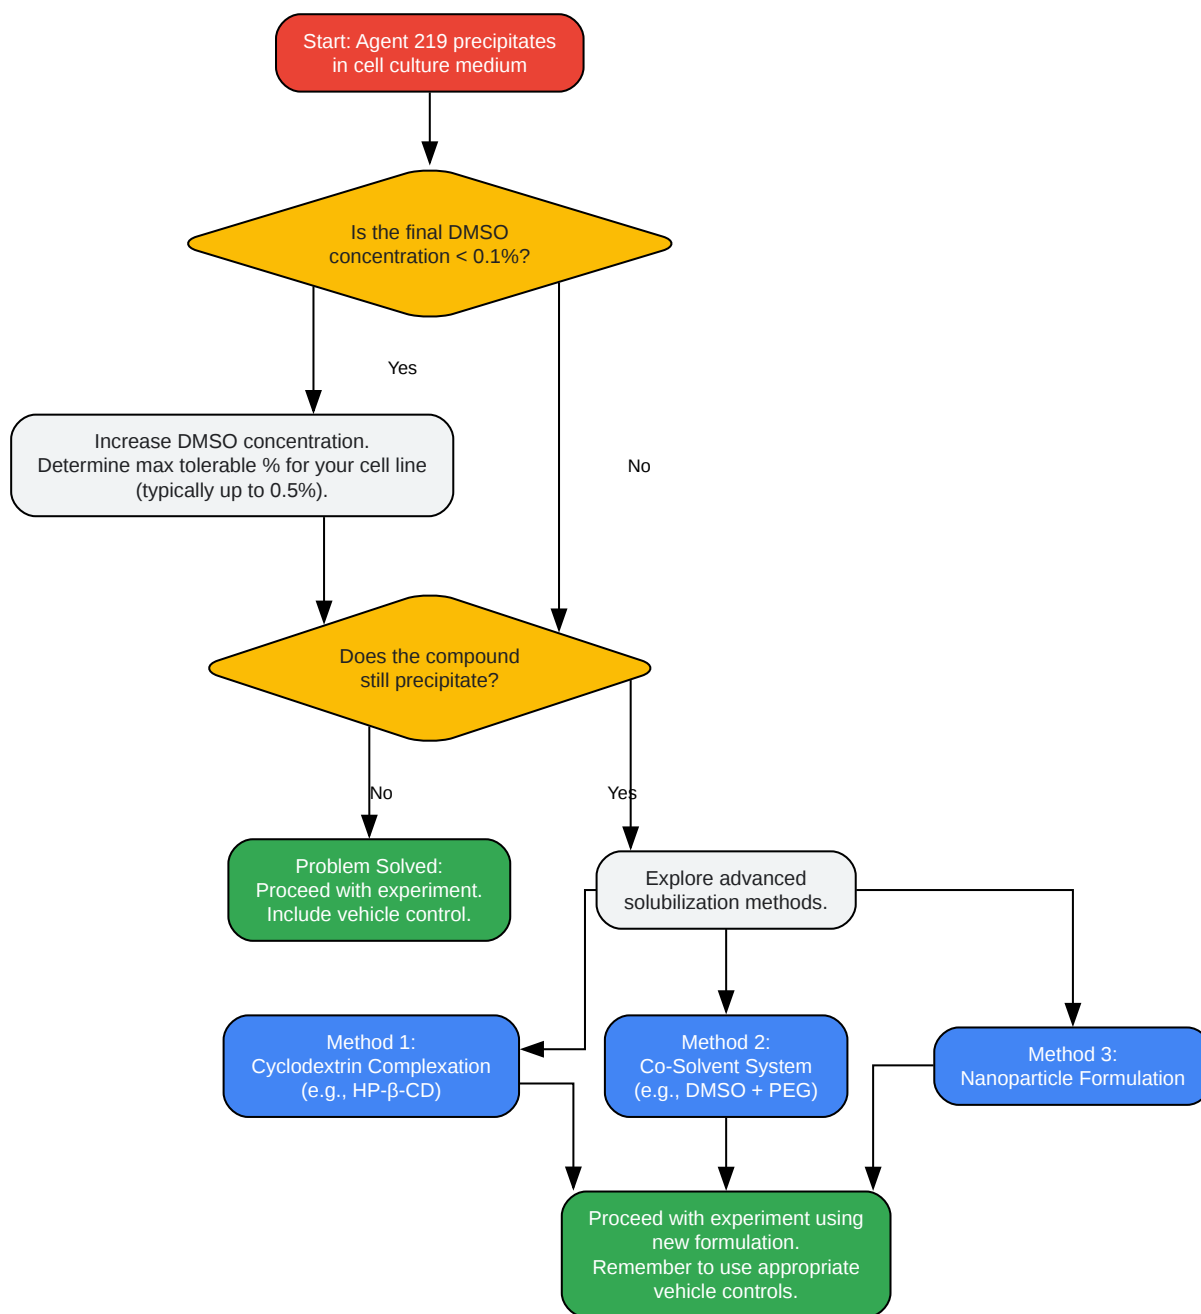 Start: Agent 219 precipitates
in cell culture medium
Is the final DMSO
concentration < 0.1%?
Yes
Increase DMSO concentration.
Determine max tolerable % for your cell line
(typically up to 0.5%).
No
Does the compound
still precipitate?
No
Yes
Problem Solved:
Proceed with experiment.
Include vehicle control.
Explore advanced
solubilization methods.
Method 1:
Cyclodextrin Complexation
(e.g., HP-β-CD)
Method 2:
Co-Solvent System
(e.g., DMSO + PEG)
Method 3:
Nanoparticle Formulation
Proceed with experiment using
new formulation.
Remember to use appropriate
vehicle controls.